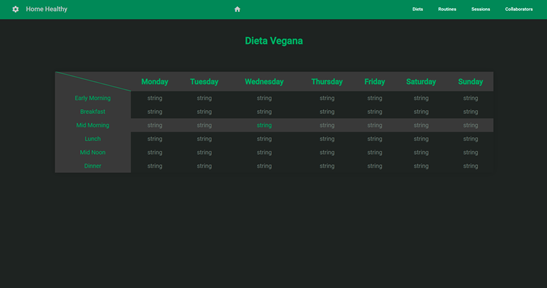 Home Healthy Diets Routines Sessions Collaborators
Dieta Vegana
Monday Tuesday Wednesday Thursday Friday Saturday Sunday
Early Morning string string string string string string string
Breakfast string string string string string string string
Mid Morning string string string string string string string
Lunch string string string string string string string
Mid Noon string string string string string string string
Dinner string string string string string string string